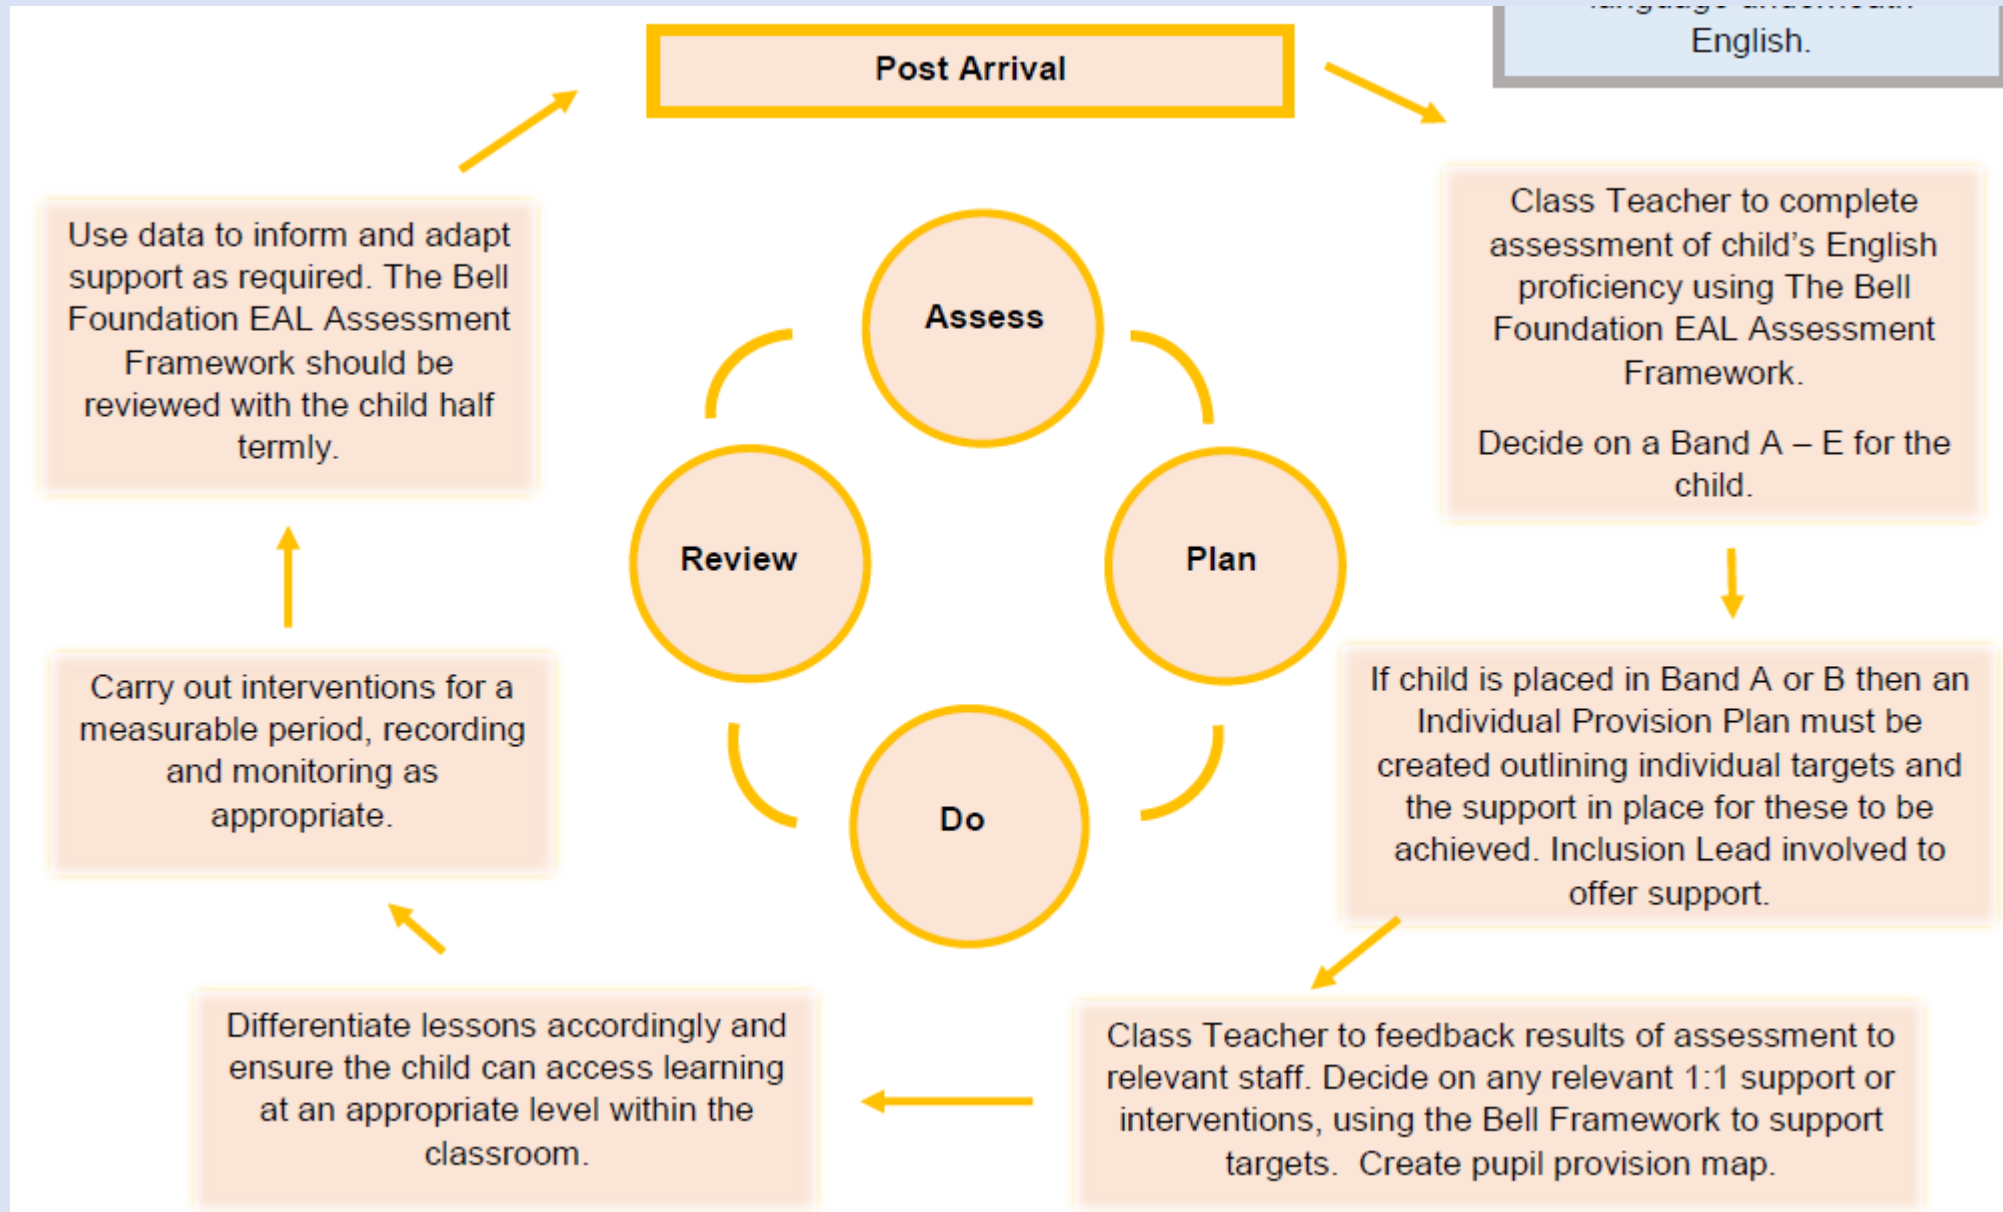 English.
Post Arrival
Class Teacher to complete
assessment of child's English
proficiency using The Bell
Foundation EAL Assessment
Framework.
Decide on a Band A – E for the
child.
If child is placed in Band A or B then an
Individual Provision Plan must be
created outlining individual targets and
the support in place for these to be
achieved. Inclusion Lead involved to
offer support.
Class Teacher to feedback results of assessment to
relevant staff. Decide on any relevant 1:1 support or
interventions, using the Bell Framework to support
targets.  Create pupil provision map.
Differentiate lessons accordingly and
ensure the child can access learning
at an appropriate level within the
classroom.
Carry out interventions for a
measurable period, recording
and monitoring as
appropriate.
Use data to inform and adapt
support as required. The Bell
Foundation EAL Assessment
Framework should be
reviewed with the child half
termly.
Assess
Plan
Do
Review